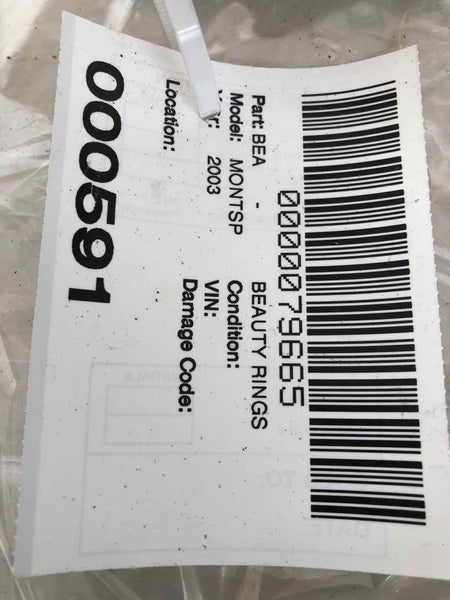 0000079665
Part: BEA - BEAUTY RINGS
Model: MONTSP Condition:
2003 VIN:
Location: Damage Code:
000591